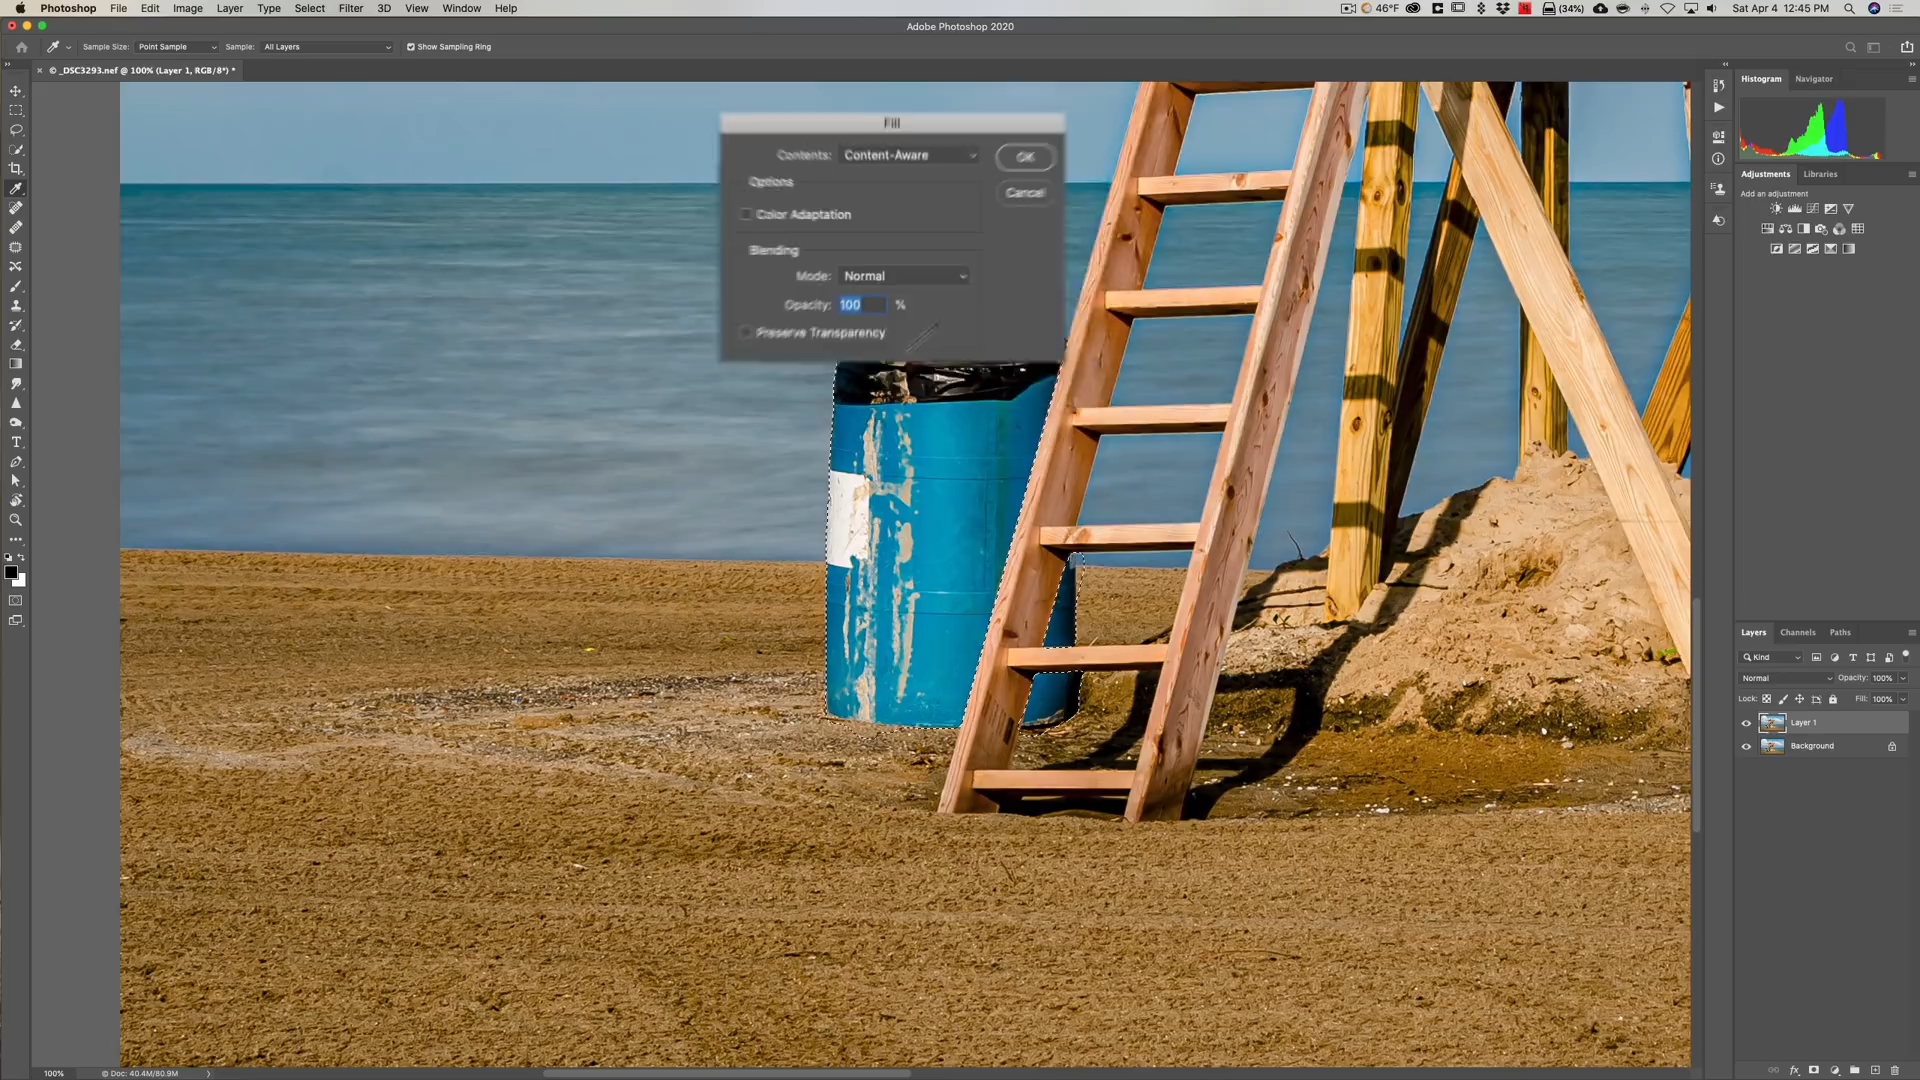 Photoshop File Edit Image Layer Type Select Filter 3D View Window Help
46°F (34%) Sat Apr 4 12:45 PM
Adobe Photoshop 2020
Sample Size: Point Sample Sample: All Layers Show Sampling Ring
© _DSC3293.nef @ 100% (Layer 1, RGB/8*) *
Histogram Navigator
Fill
Contents: Content-Aware OK
Options
Cancel
Color Adaptation
Blending
Mode: Normal
Opacity: 100 %
Preserve Transparency
Adjustments Libraries
Add an adjustment
Layers Channels Paths
Kind
Normal Opacity: 100%
Lock: Fill: 100%
Layer 1
Background
100% Doc: 40.4M/80.9M